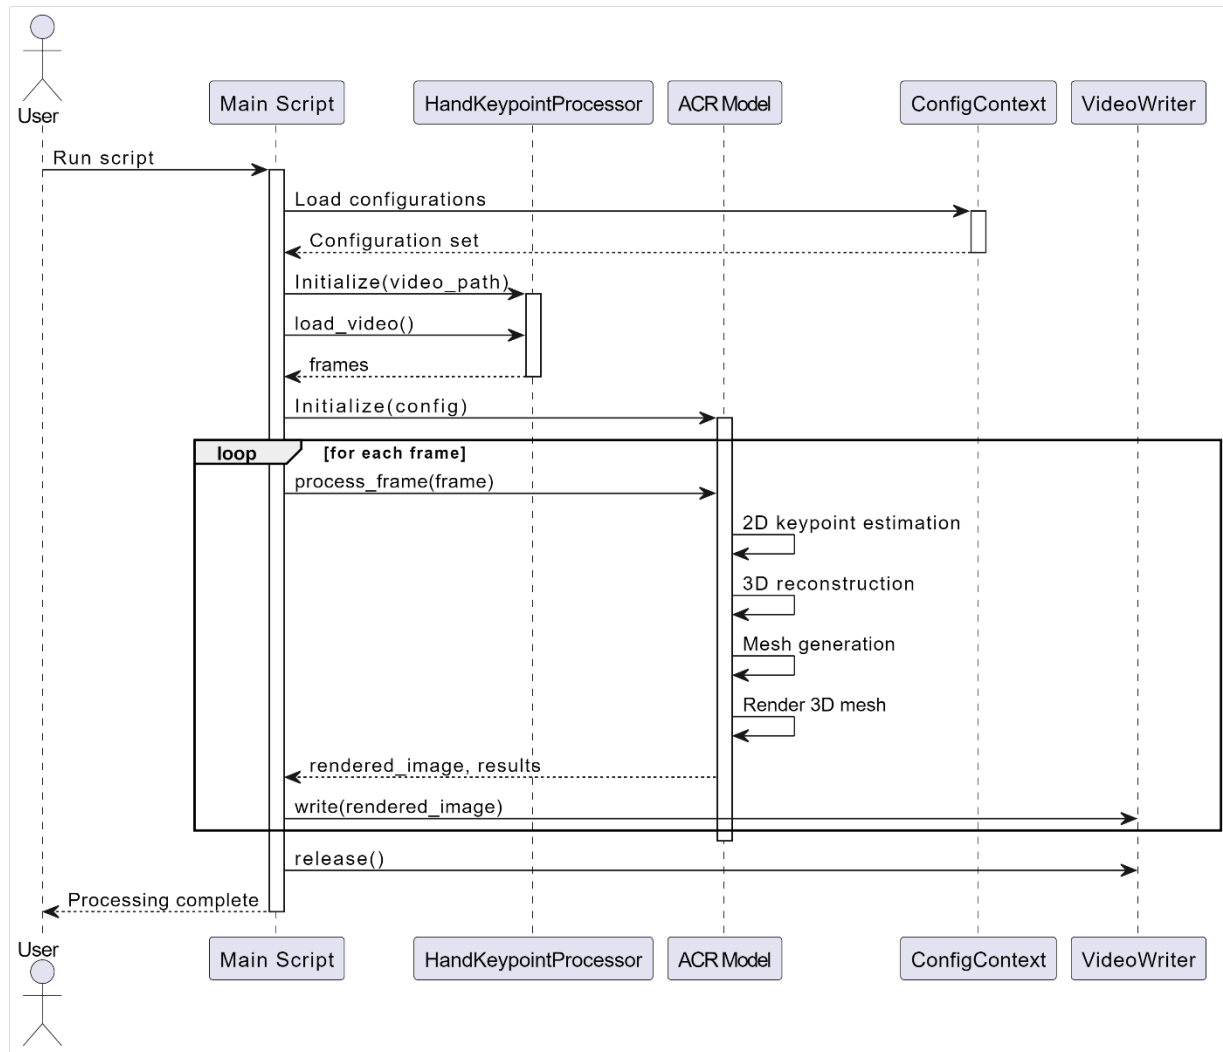 User
Main Script
HandKeypointProcessor
ACR Model
ConfigContext
VideoWriter
Run script
Load configurations
Configuration set
Initialize(video_path)
load_video()
frames
Initialize(config)
loop
[for each frame]
process_frame(frame)
2D keypoint estimation
3D reconstruction
Mesh generation
Render 3D mesh
rendered_image, results
write(rendered_image)
release()
Processing complete
User
Main Script
HandKeypointProcessor
ACR Model
ConfigContext
VideoWriter